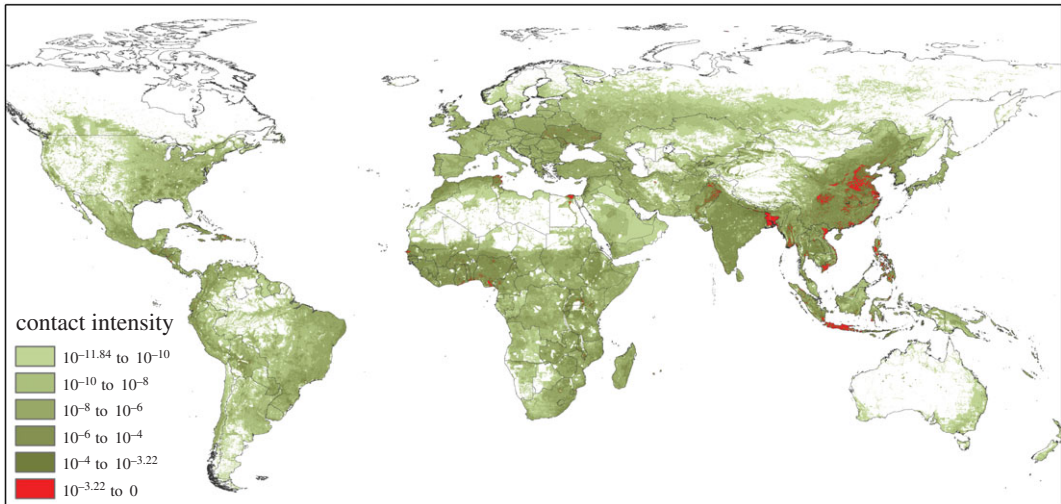 contact intensity
10^−11.84 to 10^−10
10^−10 to 10^−8
10^−8 to 10^−6
10^−6 to 10^−4
10^−4 to 10^−3.22
10^−3.22 to 0